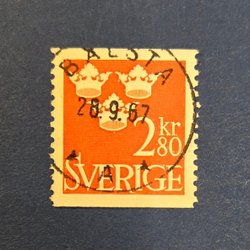 BÅLSTA
28.9.67
2 kr
80
SVERIGE
A